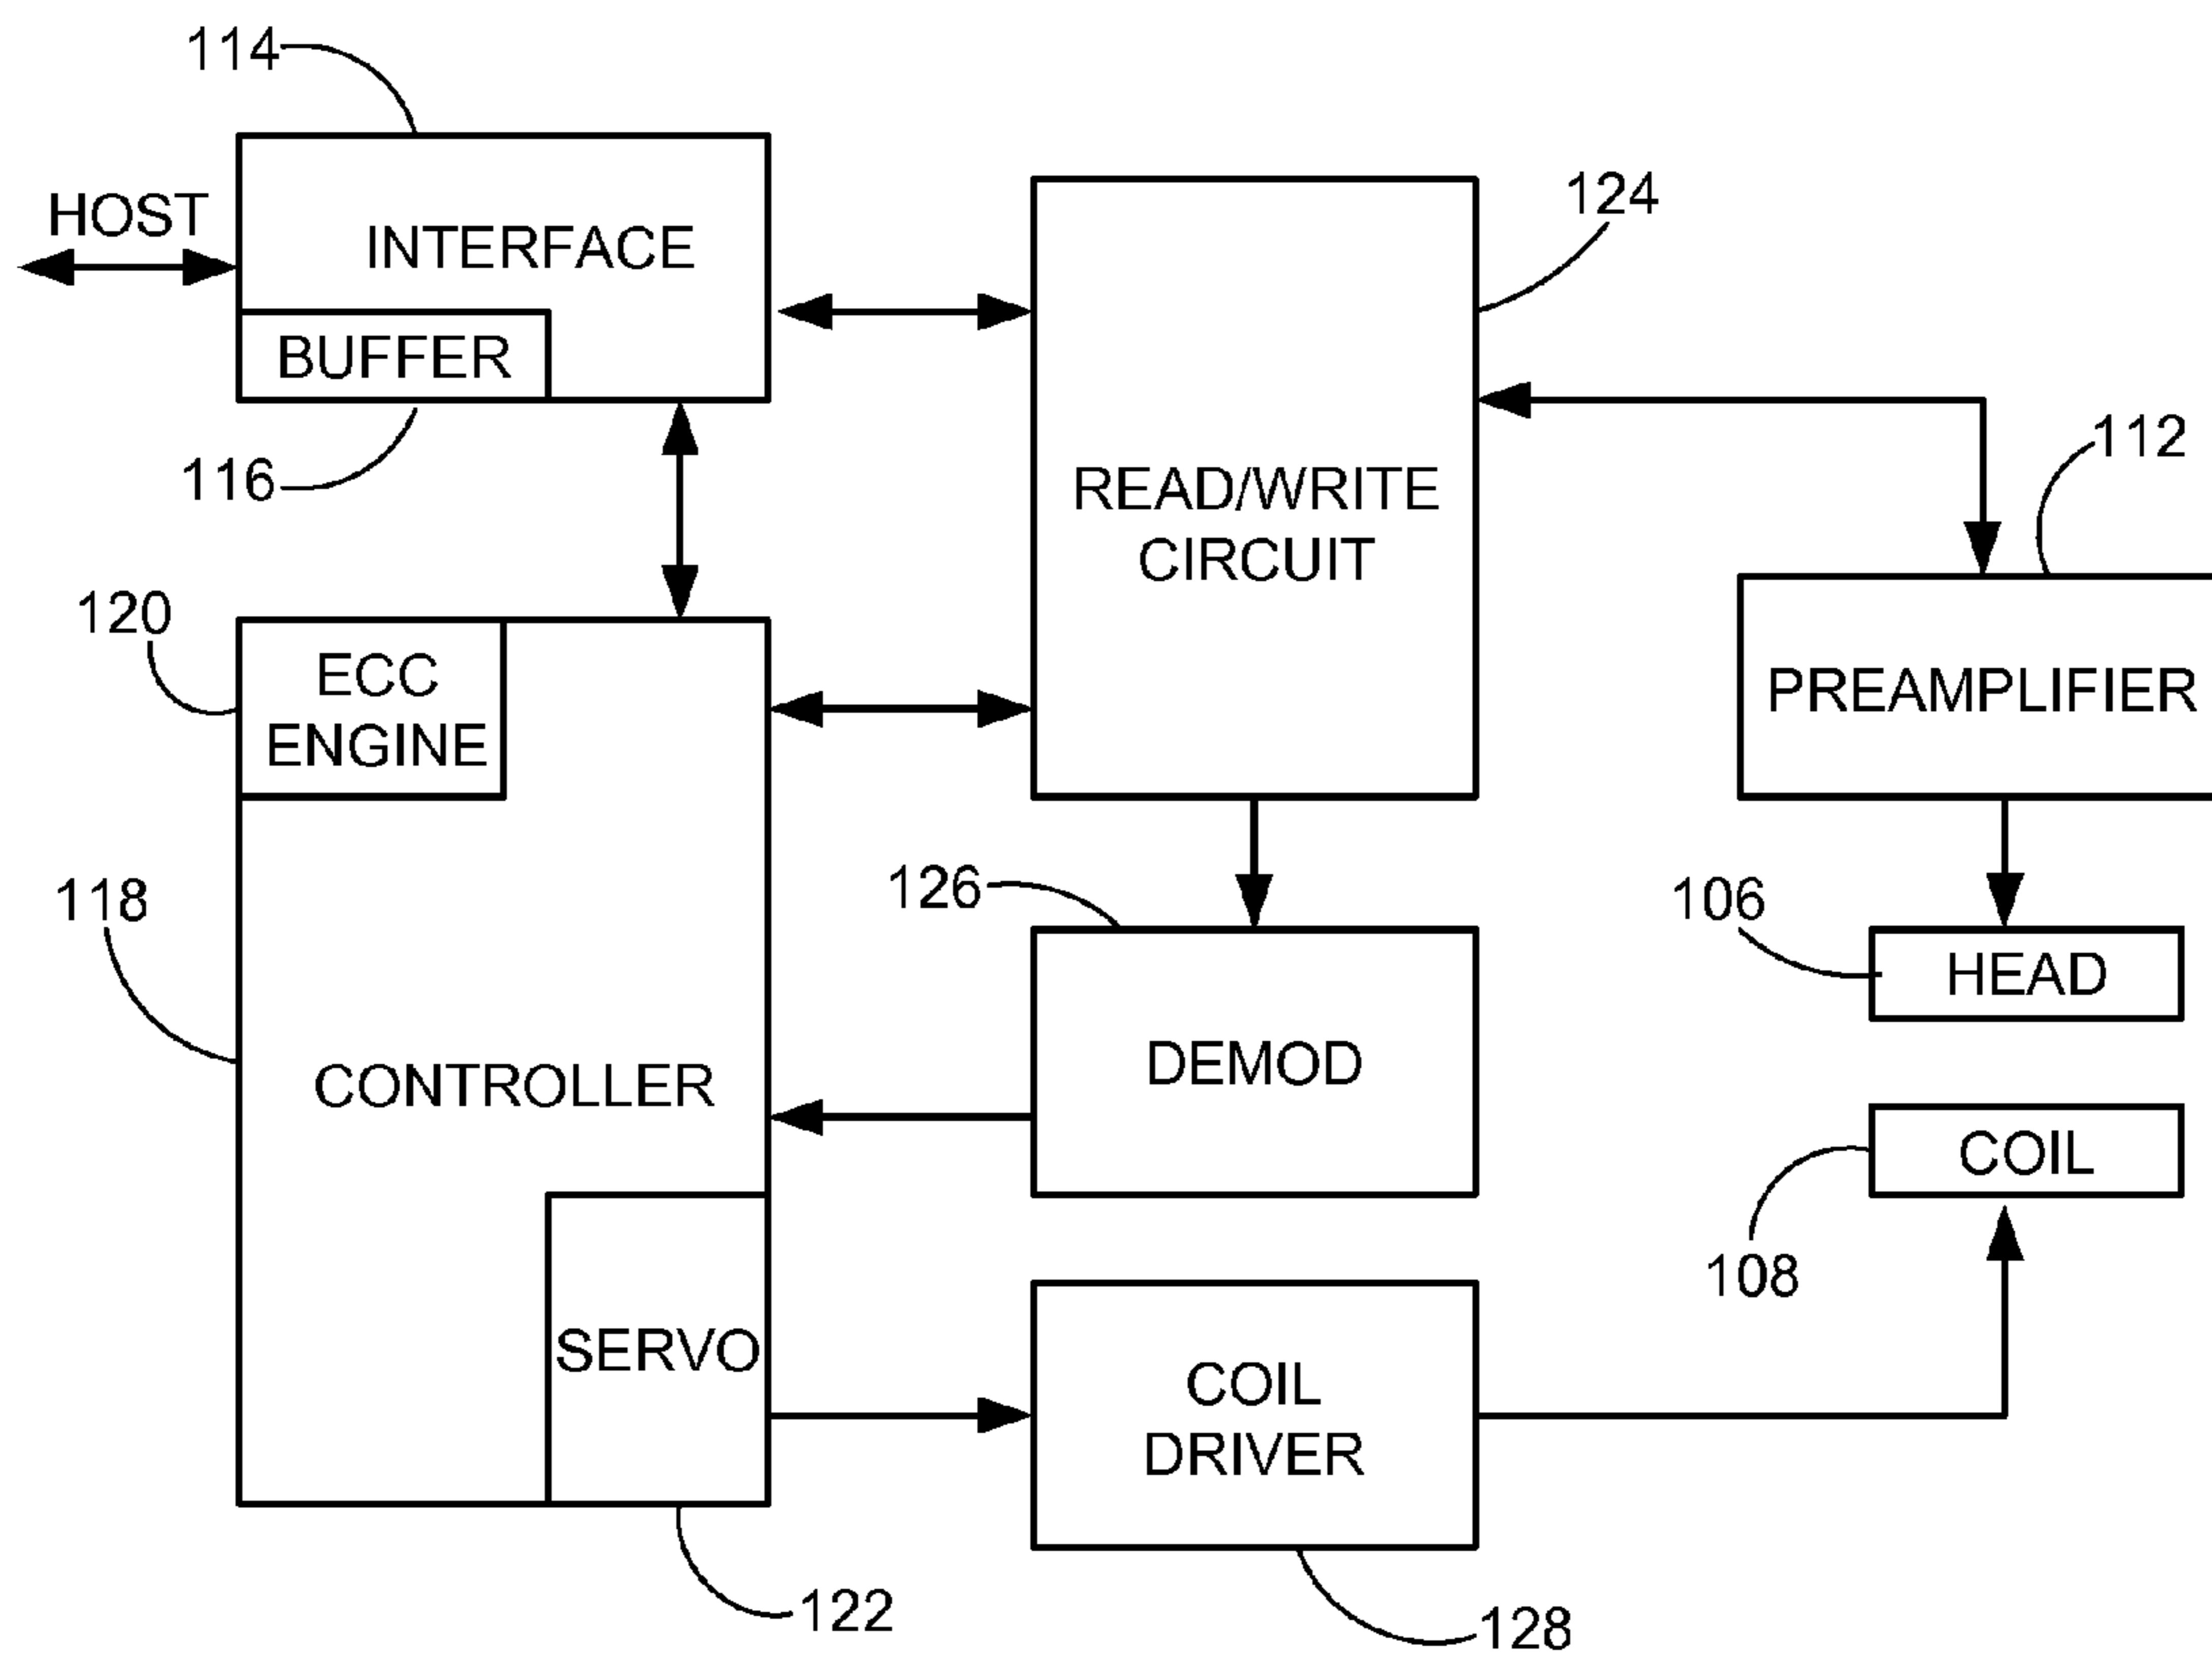 114
HOST
INTERFACE
BUFFER
116
124
READ/WRITE
CIRCUIT
112
PREAMPLIFIER
120
ECC
ENGINE
118
CONTROLLER
126
DEMOD
106
HEAD
COIL
108
SERVO
COIL
DRIVER
122
128